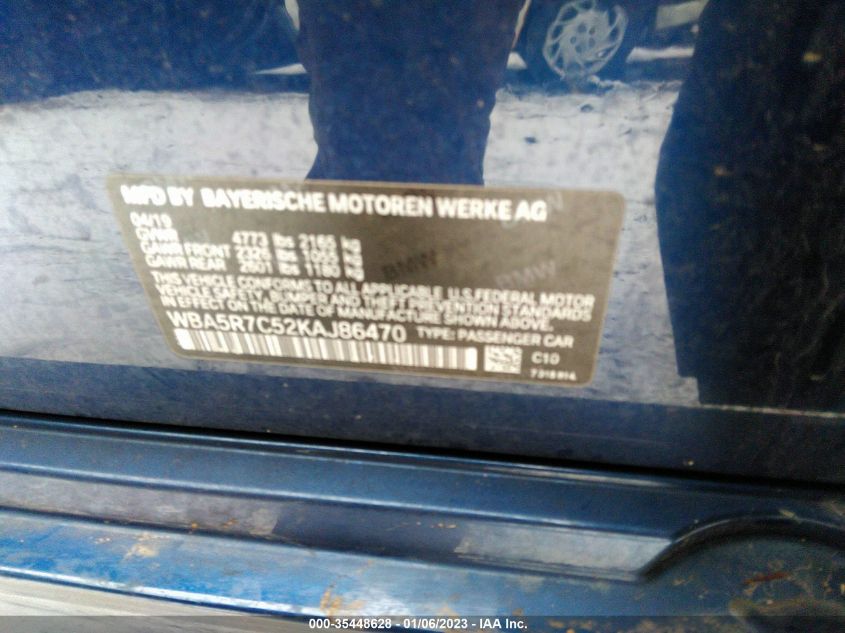 MFD BY BAYERISCHE MOTOREN WERKE AG
04/19
GVWR 4773 lbs 2165 kg
GAWR FRONT 2326 lbs 1055 kg
GAWR REAR 2601 lbs 1180 kg
THIS VEHICLE CONFORMS TO ALL APPLICABLE U.S. FEDERAL MOTOR
VEHICLE SAFETY, BUMPER AND THEFT PREVENTION STANDARDS
IN EFFECT ON THE DATE OF MANUFACTURE SHOWN ABOVE.
WBA5R7C52KAJ86470 TYPE: PASSENGER CAR
C10
000-35448628 - 01/06/2023 - IAA Inc.